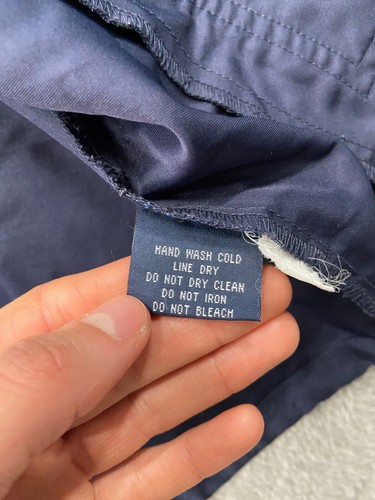 HAND WASH COLD
LINE DRY
DO NOT DRY CLEAN
DO NOT IRON
DO NOT BLEACH